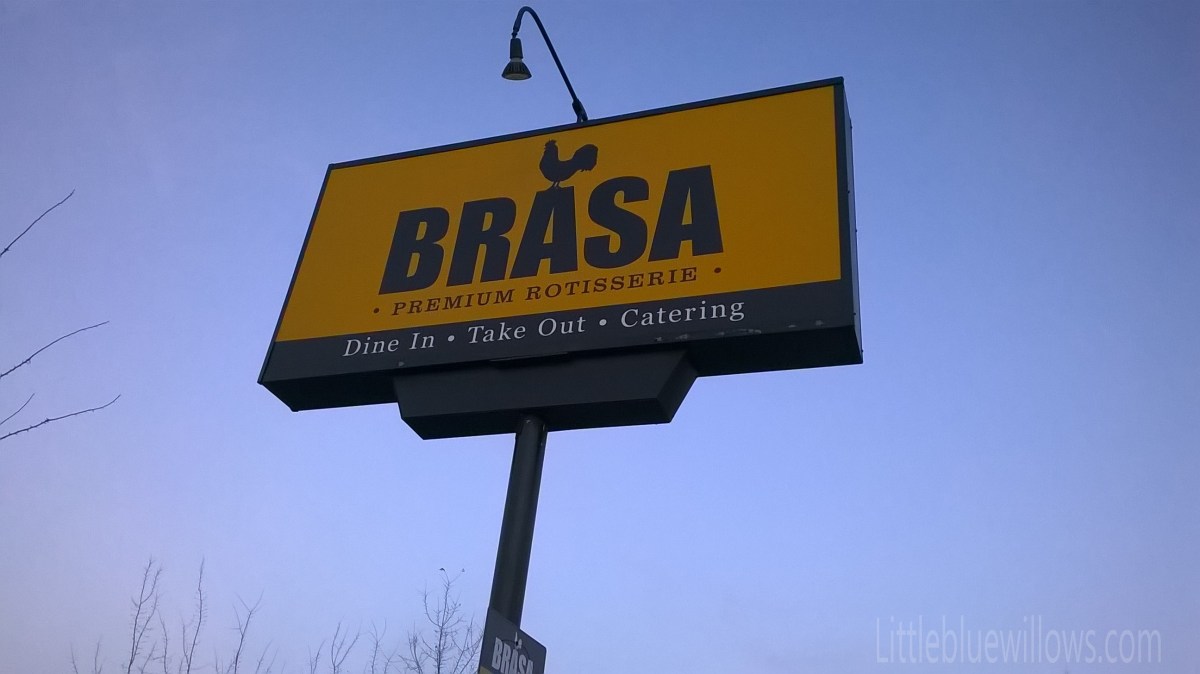 BRASA
• PREMIUM ROTISSERIE •
Dine In • Take Out • Catering
BRASA
Littlebluewillows.com